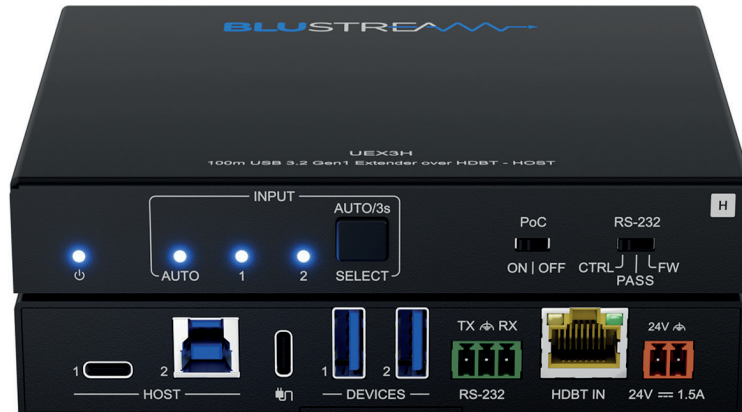 BLUSTREAM
UEX3H
100m USB 3.2 Gen1 Extender over HDBT - HOST
H
INPUT
AUTO/3s
AUTO 1 2 SELECT
PoC
ON | OFF
RS-232
CTRL PASS FW
1 2
HOST
1 2
DEVICES
TX RX
RS-232
HDBT IN
24V
24V 1.5A